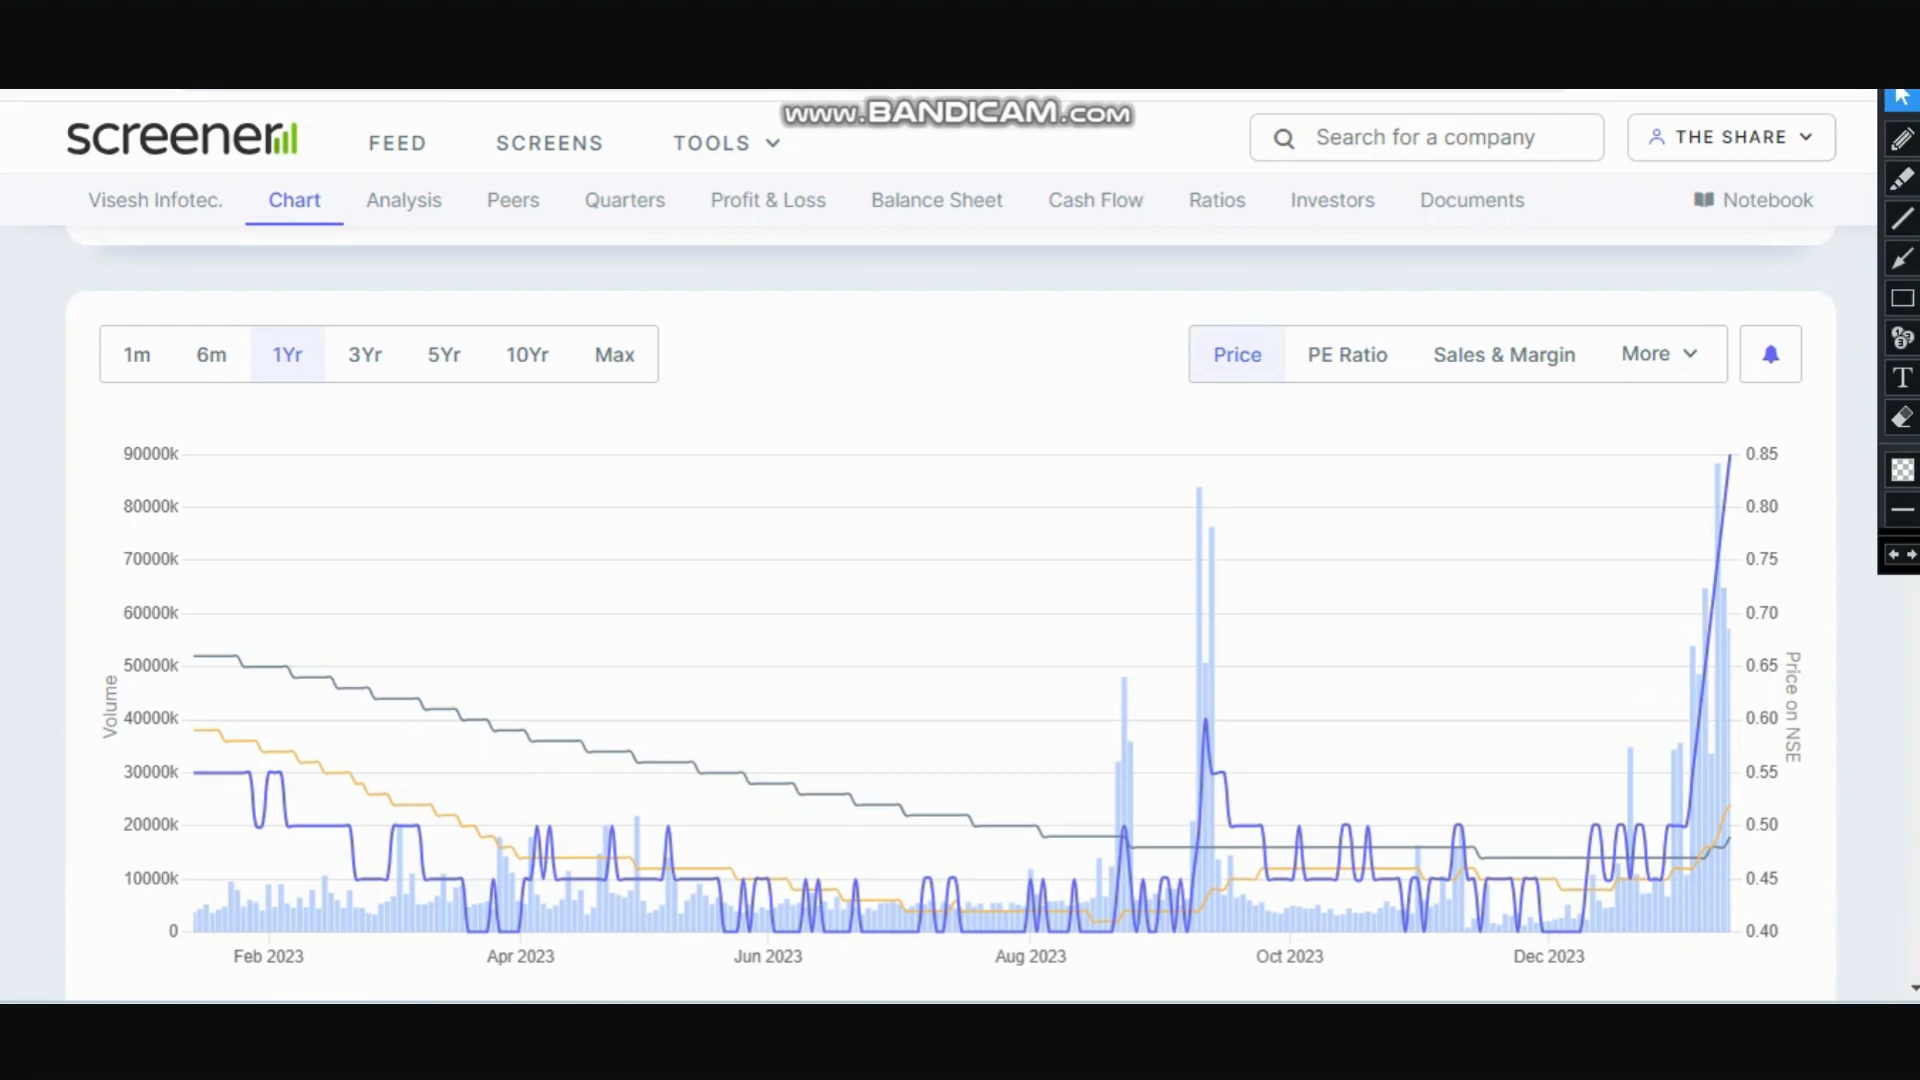 www.BANDICAM.com
screener
FEED
SCREENS
TOOLS
Search for a company
THE SHARE
Visesh Infotec.
Chart
Analysis
Peers
Quarters
Profit & Loss
Balance Sheet
Cash Flow
Ratios
Investors
Documents
Notebook
1m
6m
1Yr
3Yr
5Yr
10Yr
Max
Price
PE Ratio
Sales & Margin
More
T
90000k
80000k
70000k
60000k
50000k
40000k
30000k
20000k
10000k
0
Volume
0.85
0.80
0.75
0.70
0.65
0.60
0.55
0.50
0.45
0.40
Price on NSE
Feb 2023
Apr 2023
Jun 2023
Aug 2023
Oct 2023
Dec 2023